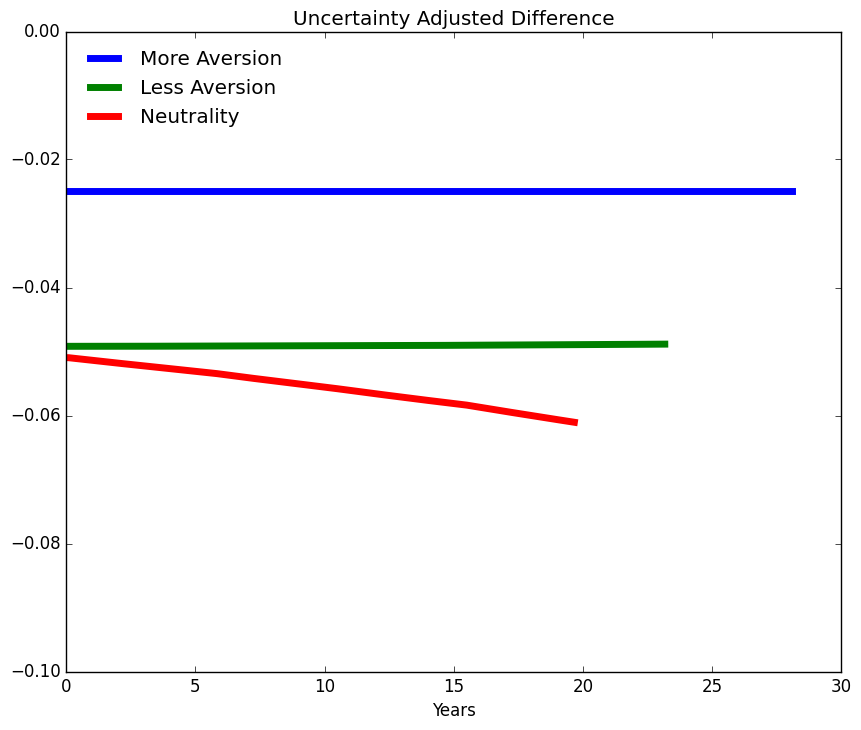 Uncertainty Adjusted Difference
0.00
−0.02
−0.04
−0.06
−0.08
−0.10
More Aversion
Less Aversion
Neutrality
0 5 10 15 20 25 30
Years